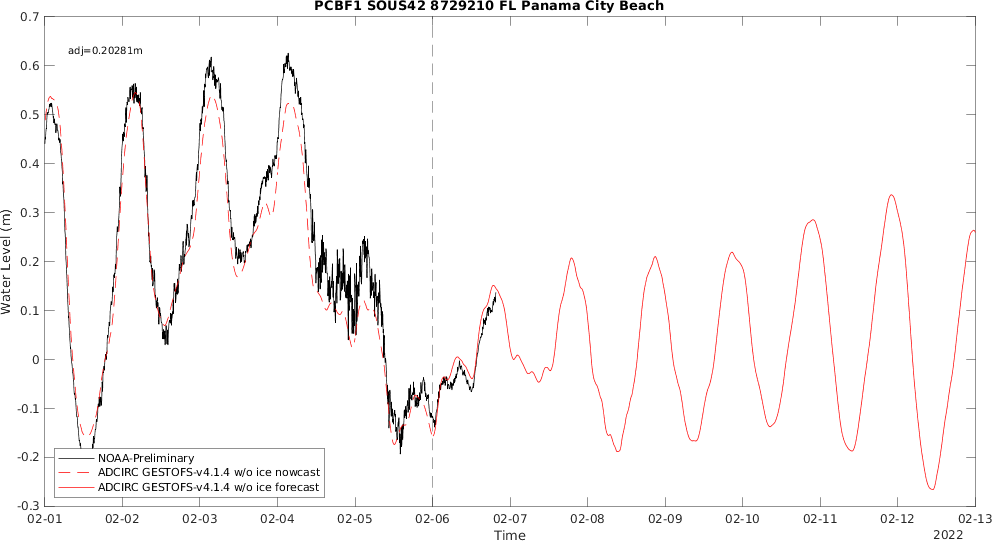 PCBF1 SOUS42 8729210 FL Panama City Beach
adj=0.20281m
Water Level (m)
0.7
0.6
0.5
0.4
0.3
0.2
0.1
0
-0.1
-0.2
-0.3
NOAA-Preliminary
ADCIRC GESTOFS-v4.1.4 w/o ice nowcast
ADCIRC GESTOFS-v4.1.4 w/o ice forecast
02-01 02-02 02-03 02-04 02-05 02-06 02-07 02-08 02-09 02-10 02-11 02-12 02-13
Time
2022